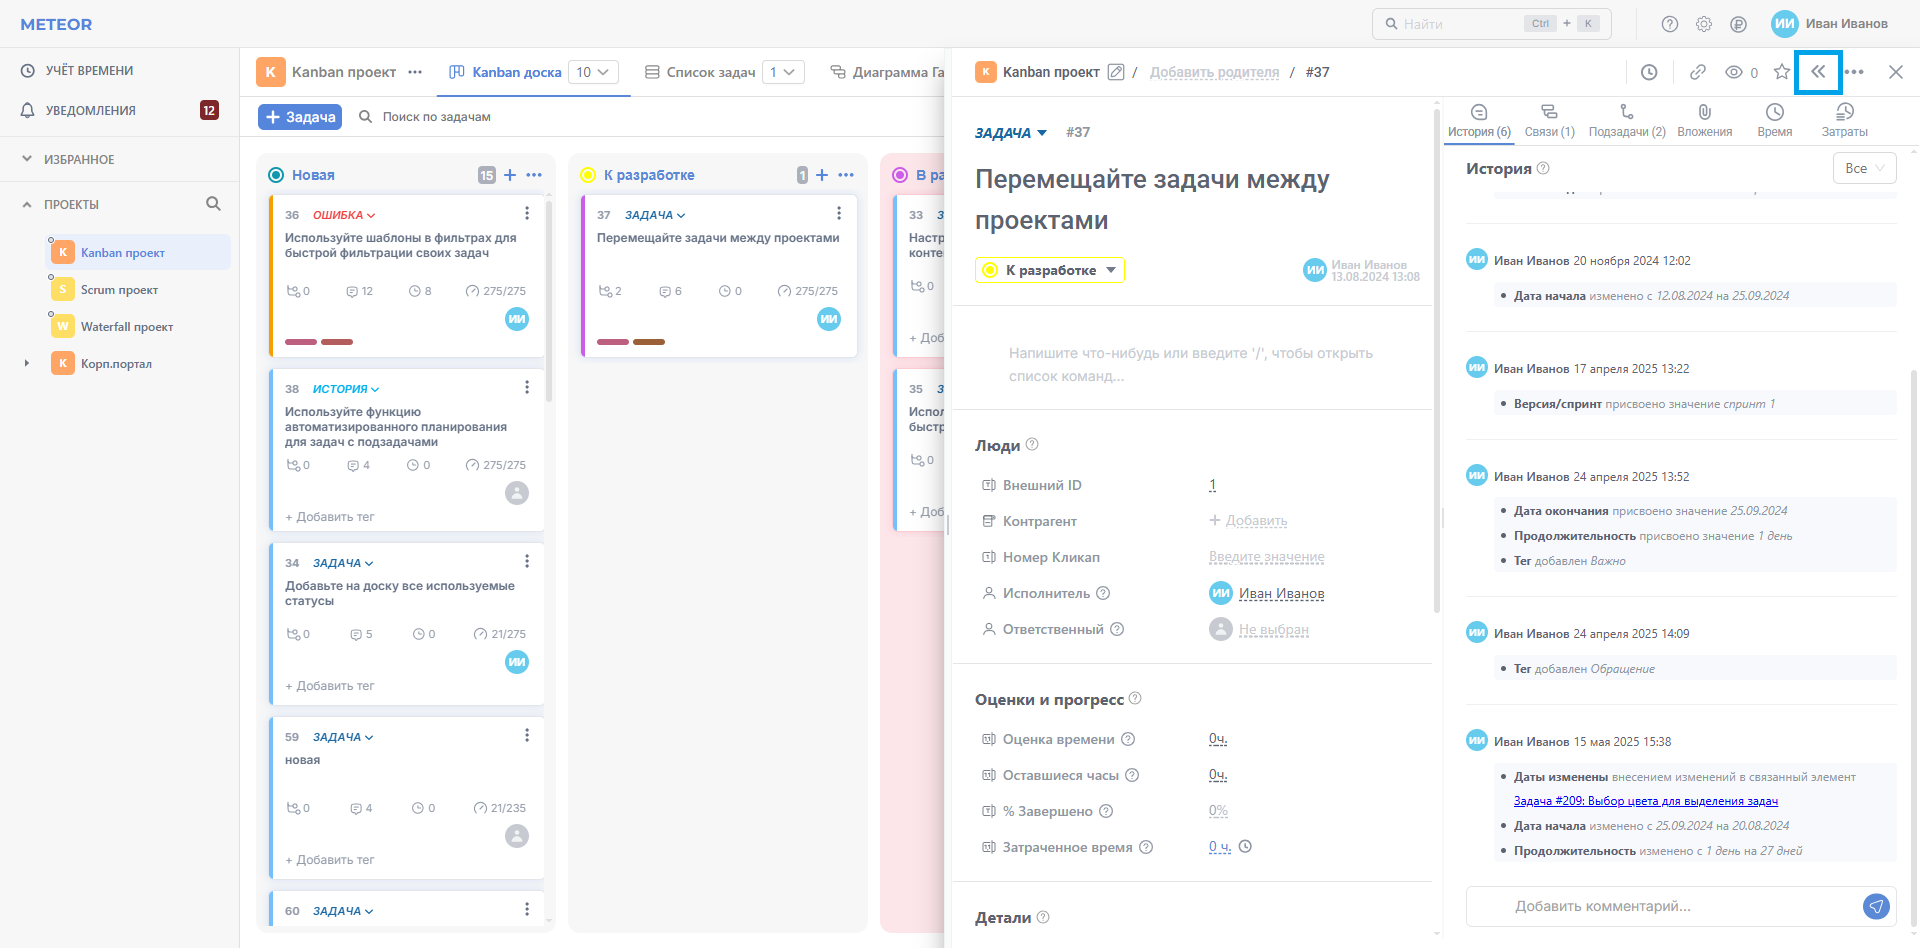 METEOR
Найти
Ctrl + K
ИИ Иван Иванов
УЧЁТ ВРЕМЕНИ
УВЕДОМЛЕНИЯ 12
ИЗБРАННОЕ
ПРОЕКТЫ
K Kanban проект
S Scrum проект
W Waterfall проект
K Корп.портал
K Kanban проект
Kanban доска 10
Список задач 1
Диаграмма Га
Задача
Поиск по задачам
Новая 15
36 ОШИБКА
Используйте шаблоны в фильтрах для
быстрой фильтрации своих задач
0 12 8 275/275
ИИ
38 ИСТОРИЯ
Используйте функцию
автоматизированного планирования
для задач с подзадачами
0 4 0 275/275
+ Добавить тег
34 ЗАДАЧА
Добавьте на доску все используемые
статусы
0 5 0 21/275
ИИ
+ Добавить тег
59 ЗАДАЧА
новая
0 4 0 21/235
+ Добавить тег
60 ЗАДАЧА
К разработке 1
37 ЗАДАЧА
Перемещайте задачи между проектами
2 6 0 275/275
ИИ
В ра
33 З
Настр
конте
0
+ Доб
35 З
Испол
быстр
0
+ Доб
K Kanban проект / Добавить родителя / #37
0
ЗАДАЧА #37
Перемещайте задачи между
проектами
К разработке
ИИ Иван Иванов
13.08.2024 13:08
Напишите что-нибудь или введите '/', чтобы открыть
список команд...
Люди
Внешний ID 1
Контрагент + Добавить
Номер Кликап Введите значение
Исполнитель ИИ Иван Иванов
Ответственный Не выбран
Оценки и прогресс
Оценка времени 0ч.
Оставшиеся часы 0ч.
% Завершено 0%
Затраченное время 0 ч.
Детали
История (6) Связи (1) Подзадачи (2) Вложения Время Затраты
История Все
ИИ Иван Иванов 20 ноября 2024 12:02
Дата начала изменено с 12.08.2024 на 25.09.2024
ИИ Иван Иванов 17 апреля 2025 13:22
Версия/спринт присвоено значение спринт 1
ИИ Иван Иванов 24 апреля 2025 13:52
Дата окончания присвоено значение 25.09.2024
Продолжительность присвоено значение 1 день
Тег добавлен Важно
ИИ Иван Иванов 24 апреля 2025 14:09
Тег добавлен Обращение
ИИ Иван Иванов 15 мая 2025 15:38
Даты изменены внесением изменений в связанный элемент
Задача #209: Выбор цвета для выделения задач
Дата начала изменено с 25.09.2024 на 20.08.2024
Продолжительность изменено с 1 день на 27 дней
Добавить комментарий...